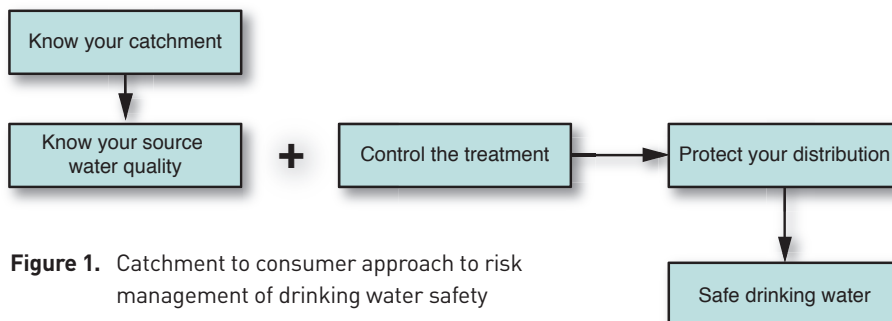 Know your catchment
Know your source
water quality
+
Control the treatment
Protect your distribution
Safe drinking water
Figure 1. Catchment to consumer approach to risk
management of drinking water safety